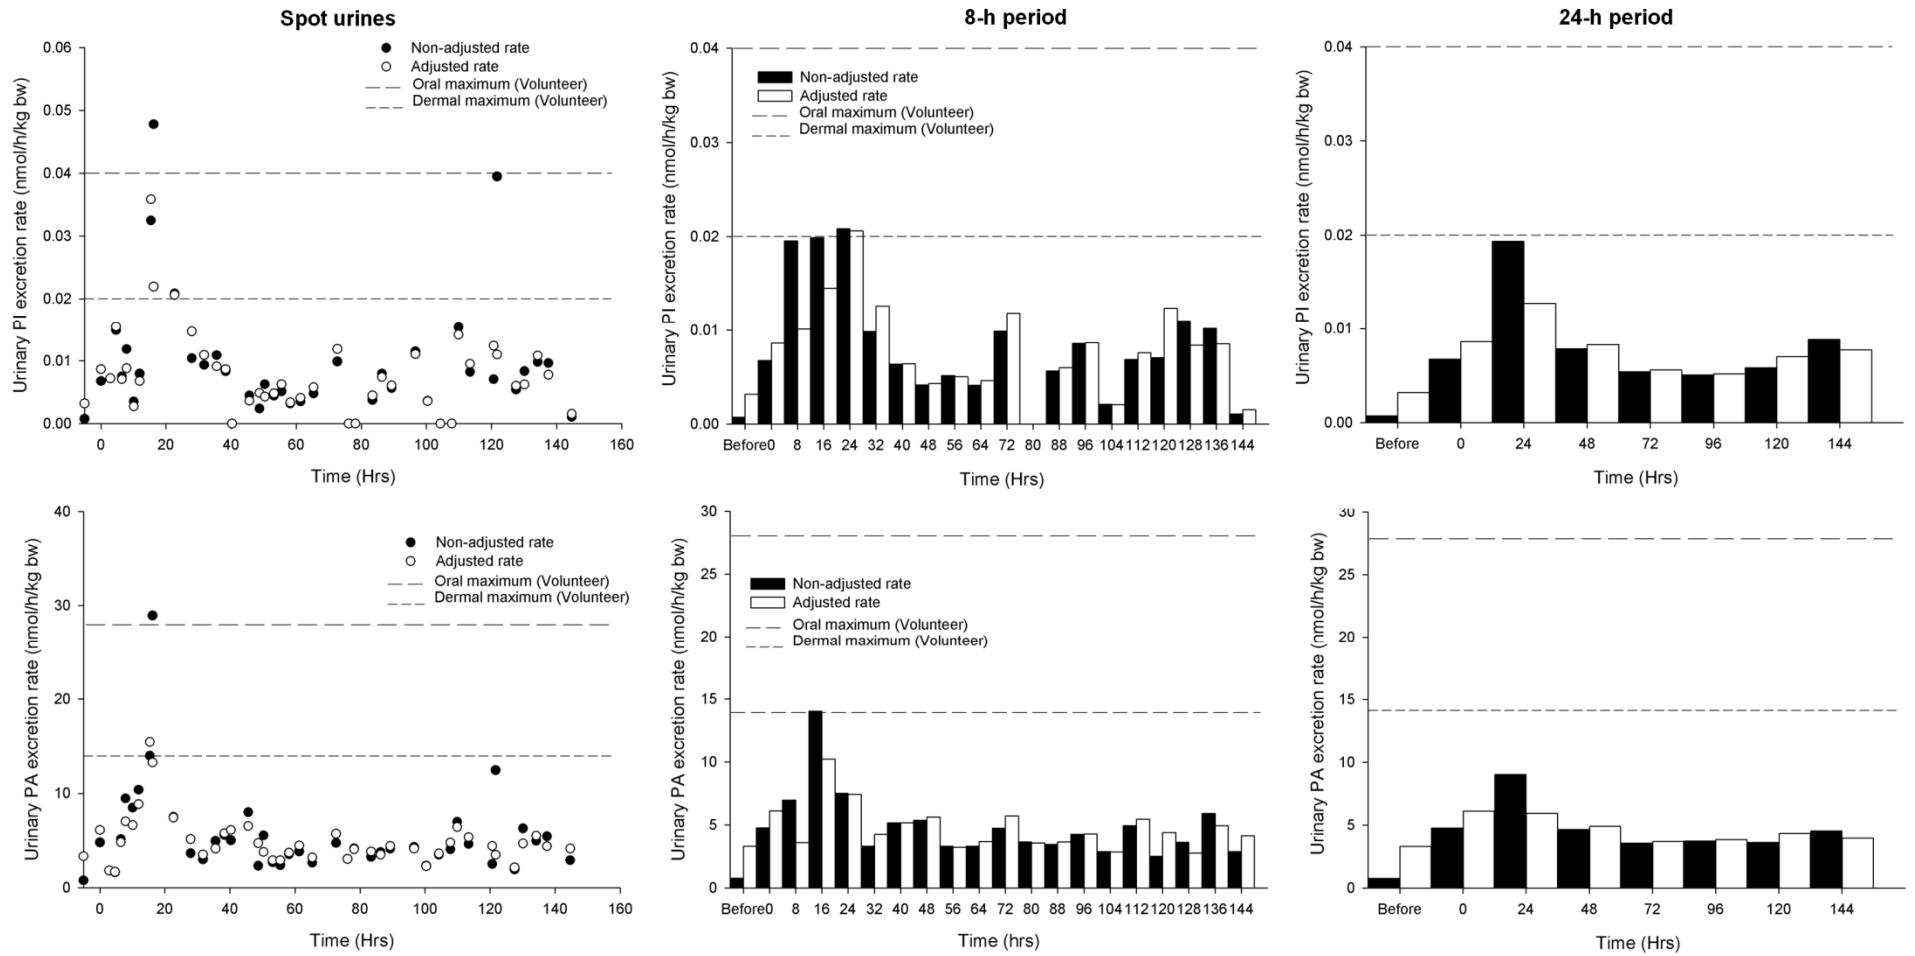 Spot urines
Urinary PI excretion rate (nmol/h/kg bw)
0.06
0.05
0.04
0.03
0.02
0.01
0.00
Non-adjusted rate
Adjusted rate
Oral maximum (Volunteer)
Dermal maximum (Volunteer)
0 20 40 60 80 100 120 140 160
Time (Hrs)
8-h period
Urinary PI excretion rate (nmol/h/kg bw)
0.04
0.03
0.02
0.01
0.00
Non-adjusted rate
Adjusted rate
Oral maximum (Volunteer)
Dermal maximum (Volunteer)
Before 0 8 16 24 32 40 48 56 64 72 80 88 96 104 112 120 128 136 144
Time (Hrs)
24-h period
Urinary PI excretion rate (nmol/h/kg bw)
0.04
0.03
0.02
0.01
0.00
Before 0 24 48 72 96 120 144
Time (Hrs)
Urinary PA excretion rate (nmol/h/kg bw)
40
30
20
10
0
Non-adjusted rate
Adjusted rate
Oral maximum (Volunteer)
Dermal maximum (Volunteer)
0 20 40 60 80 100 120 140 160
Time (Hrs)
Urinary PA excretion rate (nmol/h/kg bw)
30
25
20
15
10
5
0
Non-adjusted rate
Adjusted rate
Oral maximum (Volunteer)
Dermal maximum (Volunteer)
Before 0 8 16 24 32 40 48 56 64 72 80 88 96 104 112 120 128 136 144
Time (hrs)
Urinary PA excretion rate (nmol/h/kg bw)
30
25
20
15
10
5
0
Before 0 24 48 72 96 120 144
Time (Hrs)